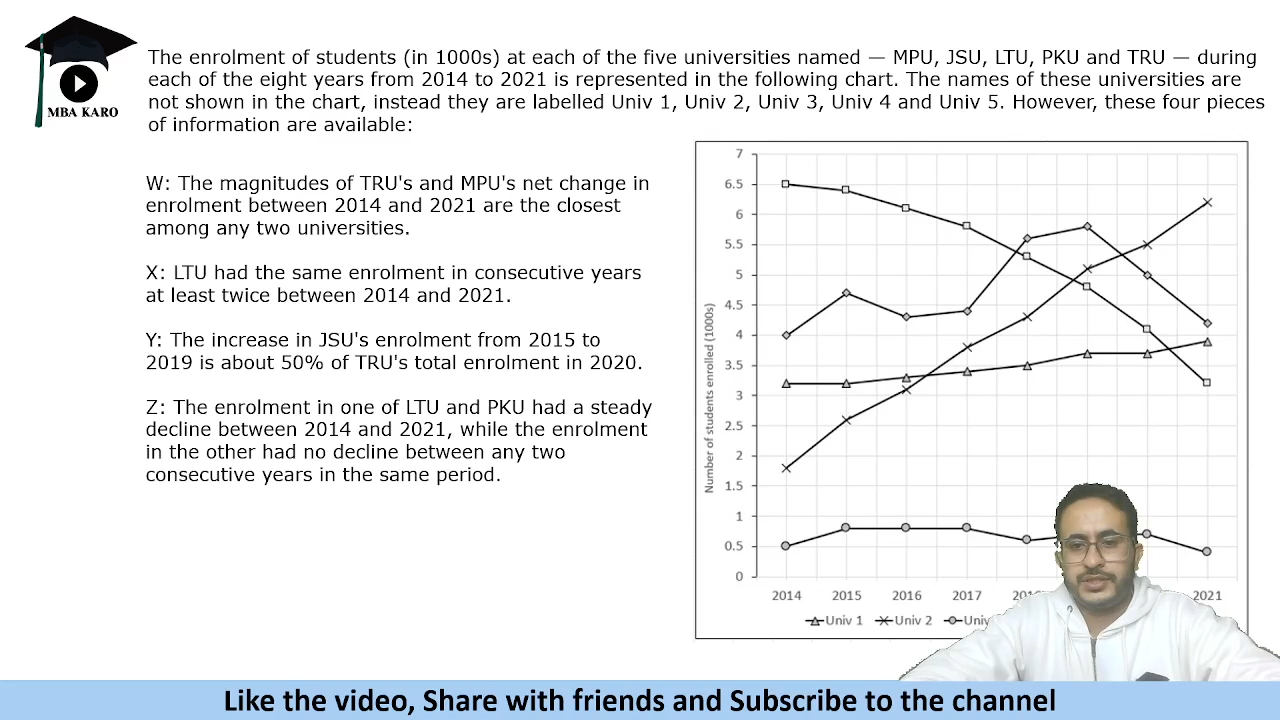 MBA KARO
The enrolment of students (in 1000s) at each of the five universities named — MPU, JSU, LTU, PKU and TRU — during
each of the eight years from 2014 to 2021 is represented in the following chart. The names of these universities are
not shown in the chart, instead they are labelled Univ 1, Univ 2, Univ 3, Univ 4 and Univ 5. However, these four pieces
of information are available:
W: The magnitudes of TRU's and MPU's net change in
enrolment between 2014 and 2021 are the closest
among any two universities.
X: LTU had the same enrolment in consecutive years
at least twice between 2014 and 2021.
Y: The increase in JSU's enrolment from 2015 to
2019 is about 50% of TRU's total enrolment in 2020.
Z: The enrolment in one of LTU and PKU had a steady
decline between 2014 and 2021, while the enrolment
in the other had no decline between any two
consecutive years in the same period.
Number of students enrolled (1000s)
7
6.5
6
5.5
5
4.5
4
3.5
3
2.5
2
1.5
1
0.5
0
2014 2015 2016 2017 2021
Univ 1 Univ 2
Like the video, Share with friends and Subscribe to the channel